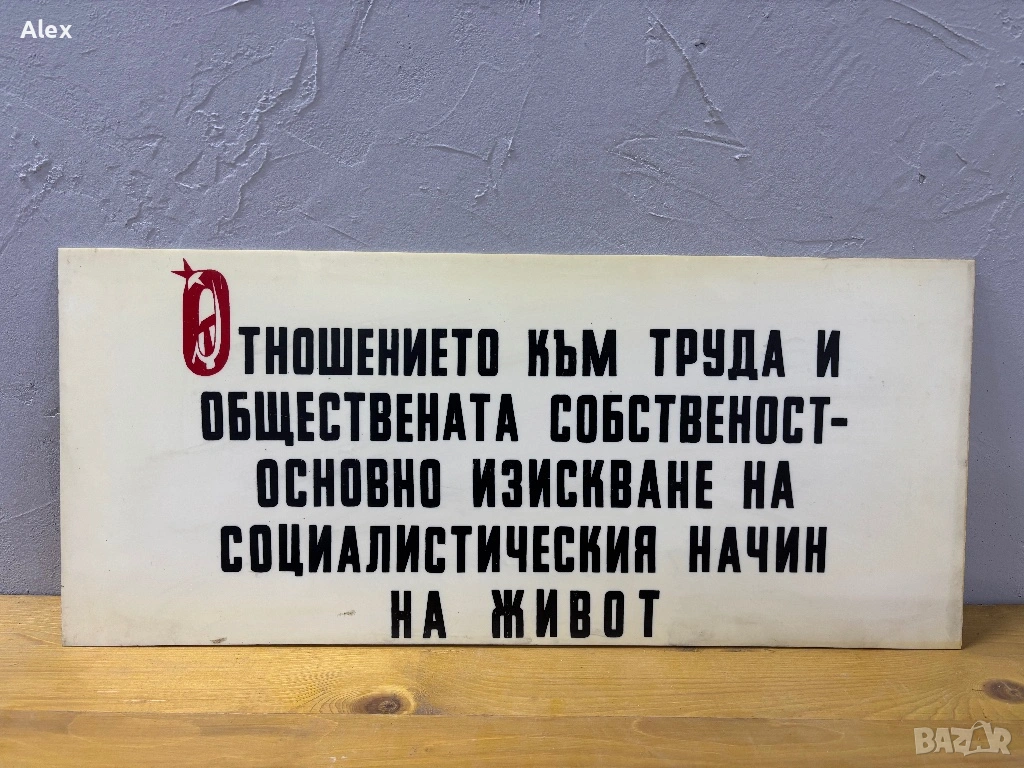 Alex
ОТНОШЕНИЕТО КЪМ ТРУДА И
ОБЩЕСТВЕНАТА СОБСТВЕНОСТ-
ОСНОВНО ИЗИСКВАНЕ НА
СОЦИАЛИСТИЧЕСКИЯ НАЧИН
НА ЖИВОТ
BAZAR